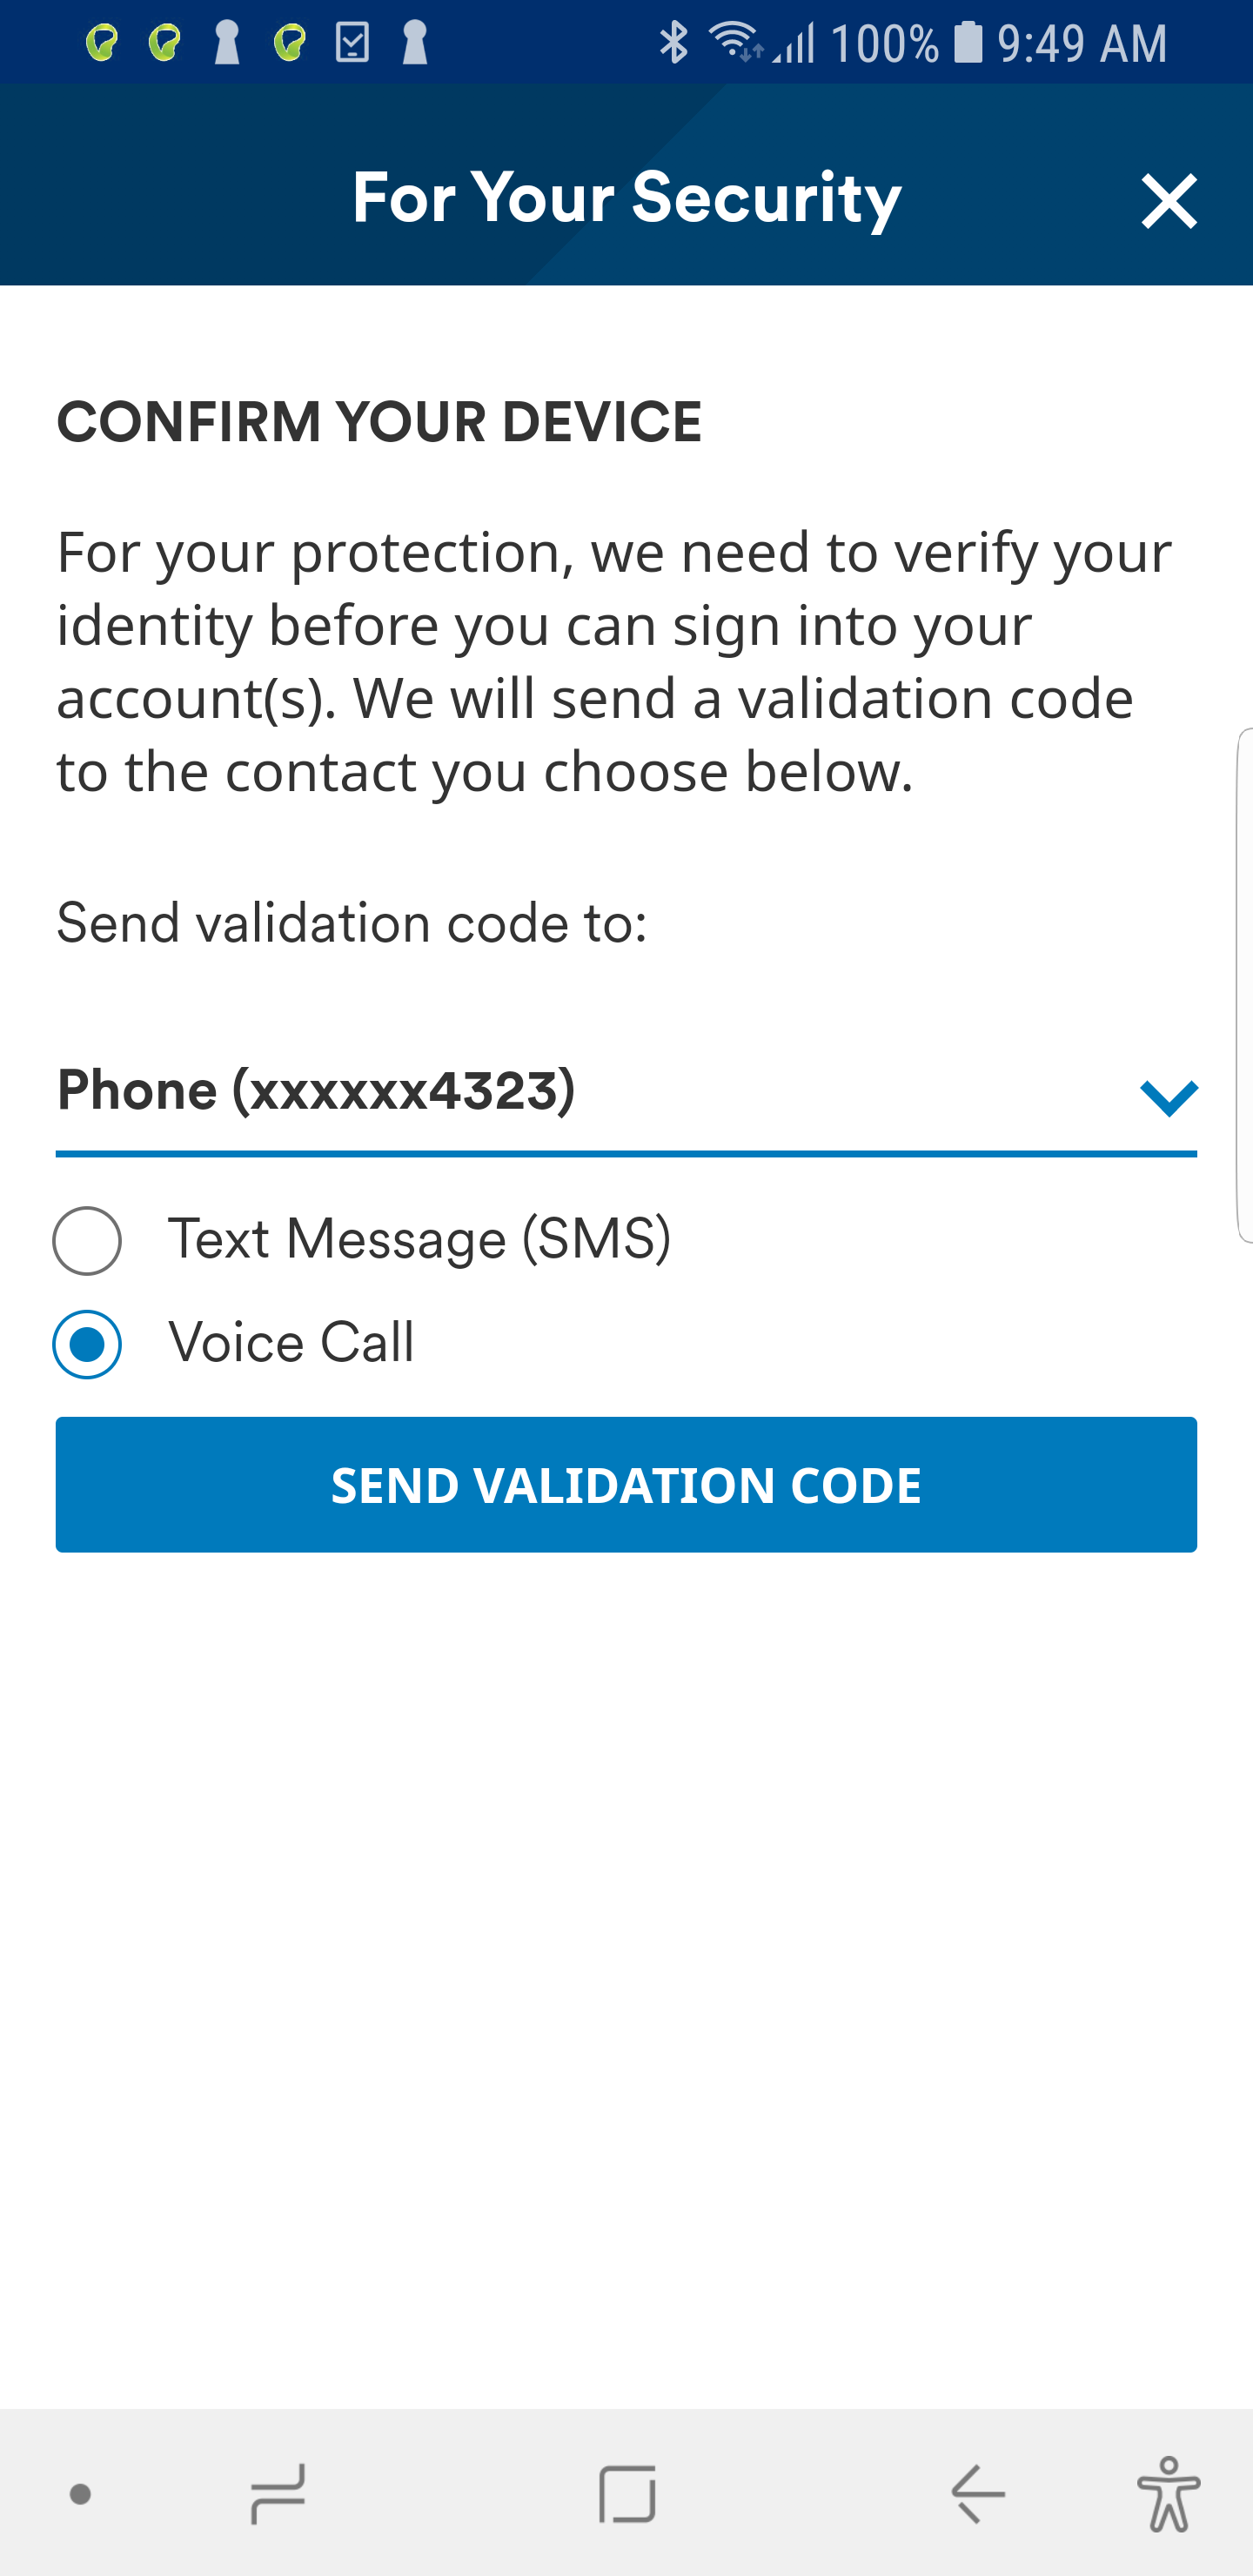 100% 9:49 AM
For Your Security
CONFIRM YOUR DEVICE
For your protection, we need to verify your
identity before you can sign into your
account(s). We will send a validation code
to the contact you choose below.
Send validation code to:
Phone (xxxxxx4323)
Text Message (SMS)
Voice Call
SEND VALIDATION CODE